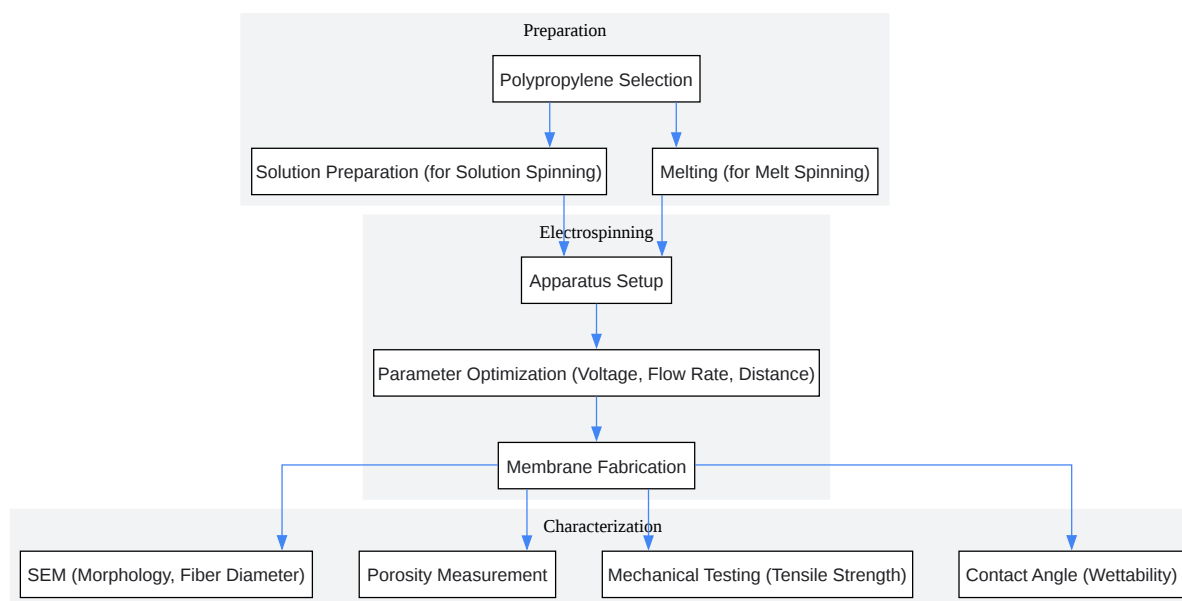 Preparation
Polypropylene Selection
Solution Preparation (for Solution Spinning)
Melting (for Melt Spinning)
Electrospinning
Apparatus Setup
Parameter Optimization (Voltage, Flow Rate, Distance)
Membrane Fabrication
Characterization
SEM (Morphology, Fiber Diameter)
Porosity Measurement
Mechanical Testing (Tensile Strength)
Contact Angle (Wettability)